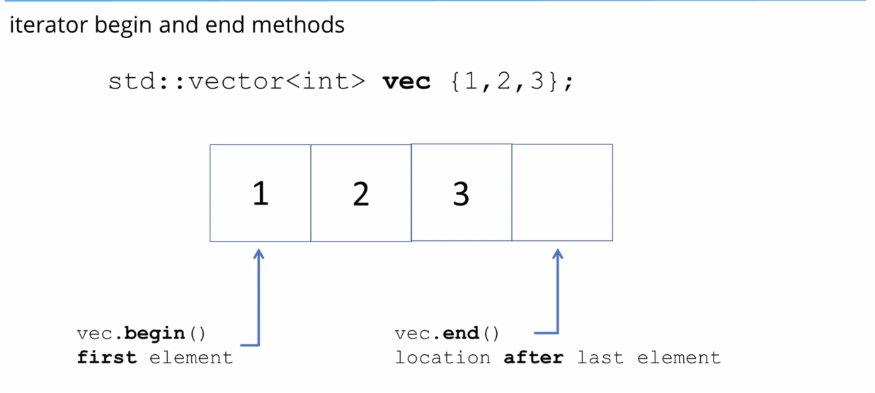 iterator begin and end methods
std::vector<int> vec {1,2,3};
1 2 3
vec.begin()
first element
vec.end()
location after last element